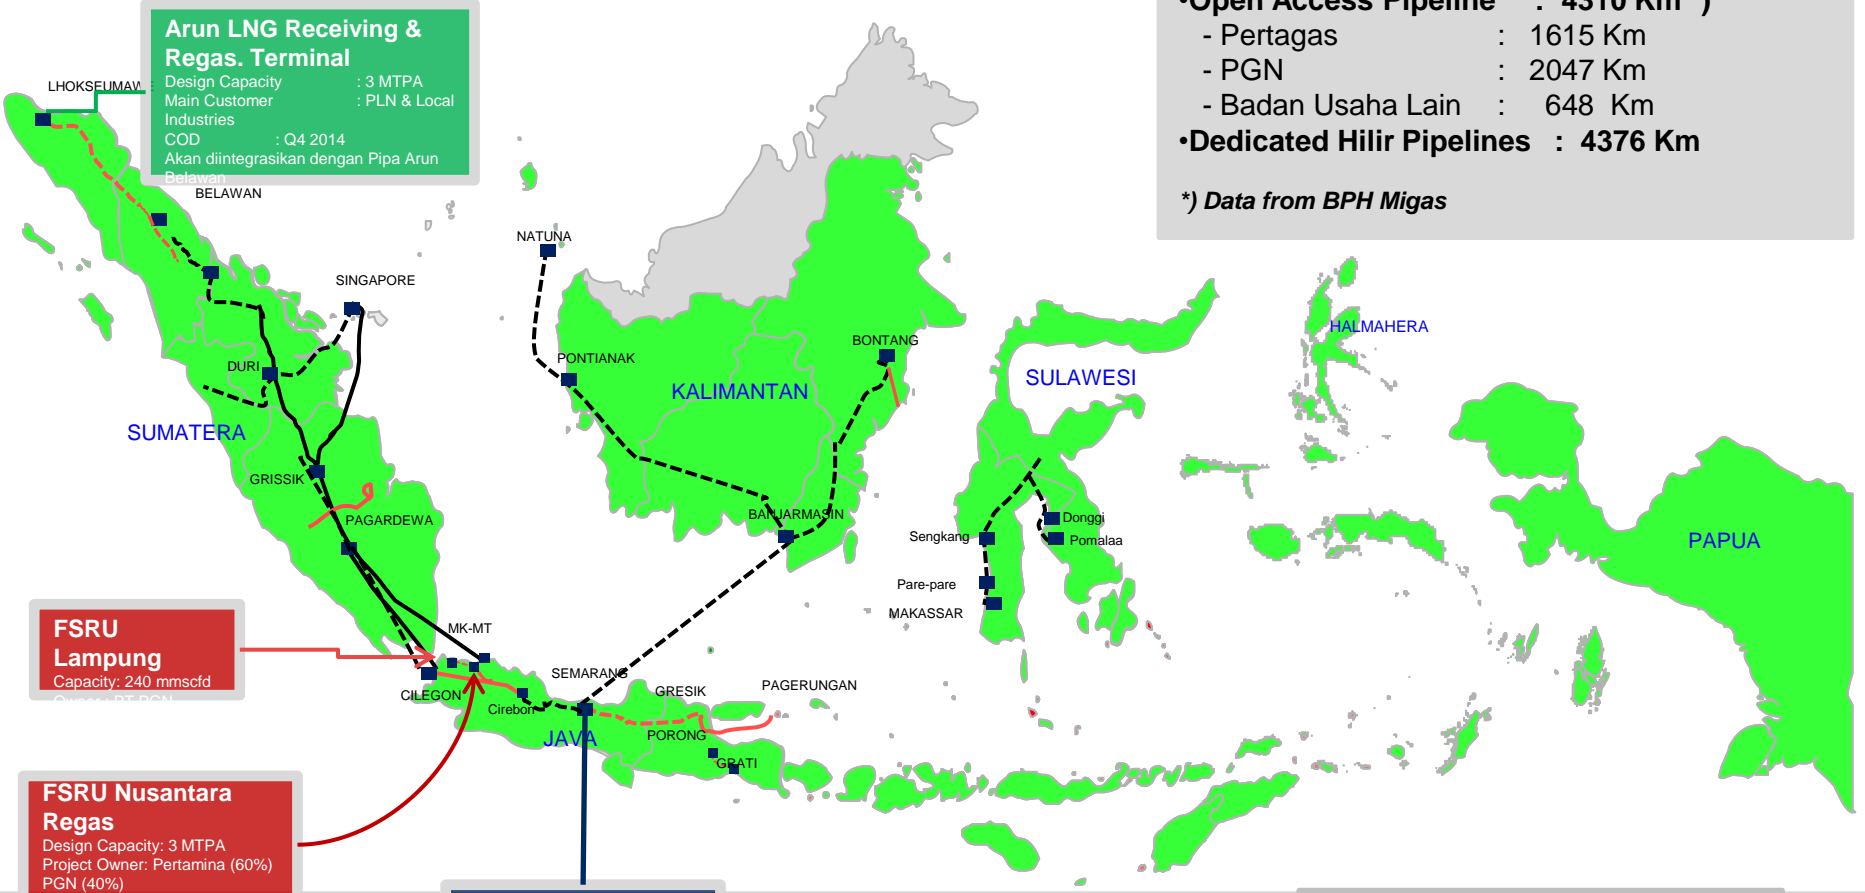 •Open Access Pipeline : 4310 Km *)
- Pertagas : 1615 Km
- PGN : 2047 Km
- Badan Usaha Lain : 648 Km
•Dedicated Hilir Pipelines : 4376 Km
*) Data from BPH Migas
Arun LNG Receiving &
Regas. Terminal
Design Capacity : 3 MTPA
Main Customer : PLN & Local
Industries
COD : Q4 2014
Akan diintegrasikan dengan Pipa Arun
Belawan
LHOKSEUMAWE
BELAWAN
NATUNA
SINGAPORE
HALMAHERA
BONTANG
PONTIANAK
DURI
KALIMANTAN
SULAWESI
SUMATERA
GRISSIK
PAGARDEWA
BANJARMASIN
Donggi
Sengkang
Pomalaa
PAPUA
Pare-pare
MAKASSAR
FSRU
Lampung
Capacity: 240 mmscfd
Owner : PT PGN
MK-MT
SEMARANG
CILEGON
GRESIK
PAGERUNGAN
Cirebon
JAVA
PORONG
GRATI
FSRU Nusantara
Regas
Design Capacity: 3 MTPA
Project Owner: Pertamina (60%)
PGN (40%)